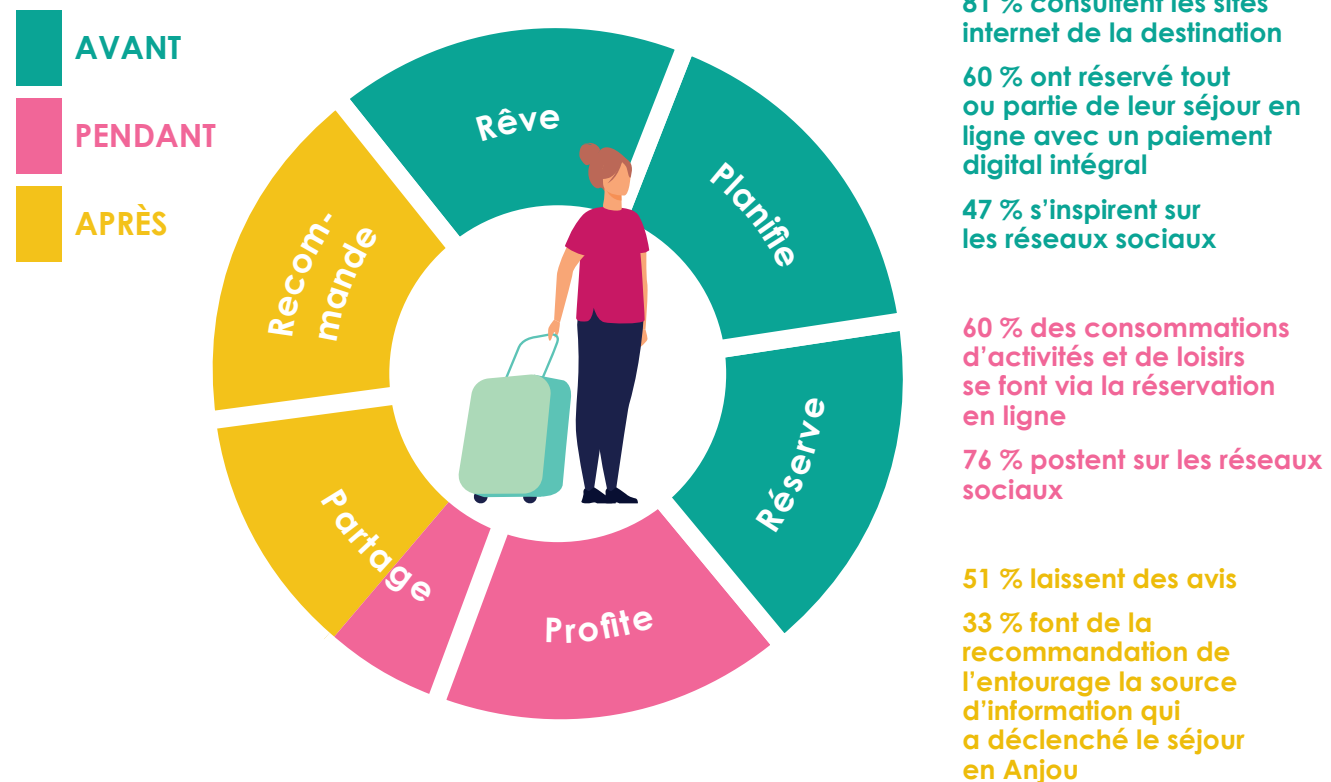 AVANT
PENDANT
APRÈS
Rêve
Planifie
Réserve
Profite
Partage
Recom-
mande
81 % consultent les sites
internet de la destination
60 % ont réservé tout
ou partie de leur séjour en
ligne avec un paiement
digital intégral
47 % s’inspirent sur
les réseaux sociaux
60 % des consommations
d’activités et de loisirs
se font via la réservation
en ligne
76 % postent sur les réseaux
sociaux
51 % laissent des avis
33 % font de la
recommandation de
l’entourage la source
d’information qui
a déclenché le séjour
en Anjou